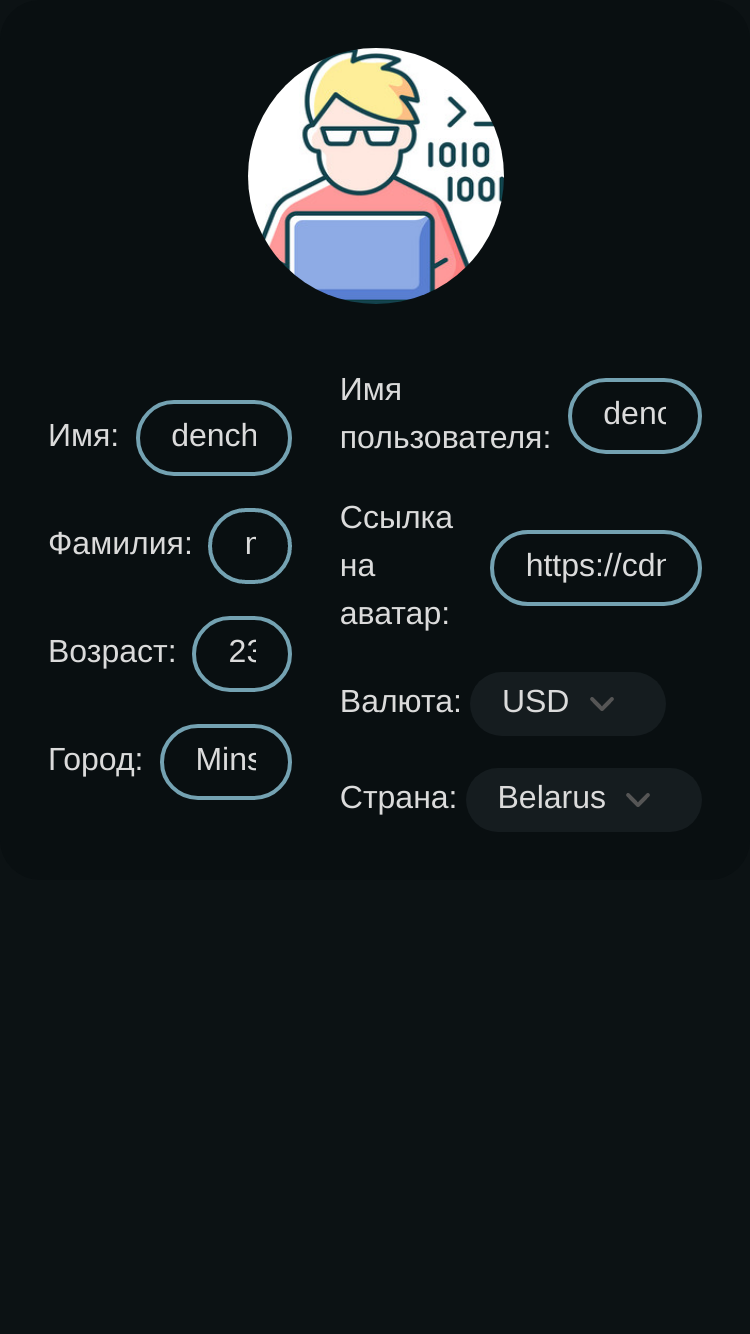 >_
1010
1001
Имя:
dench
Фамилия:
Возраст:
23
Город:
Mins
Имя
пользователя:
denc
Ссылка
на
аватар:
https://cdn
Валюта:
USD
Страна:
Belarus